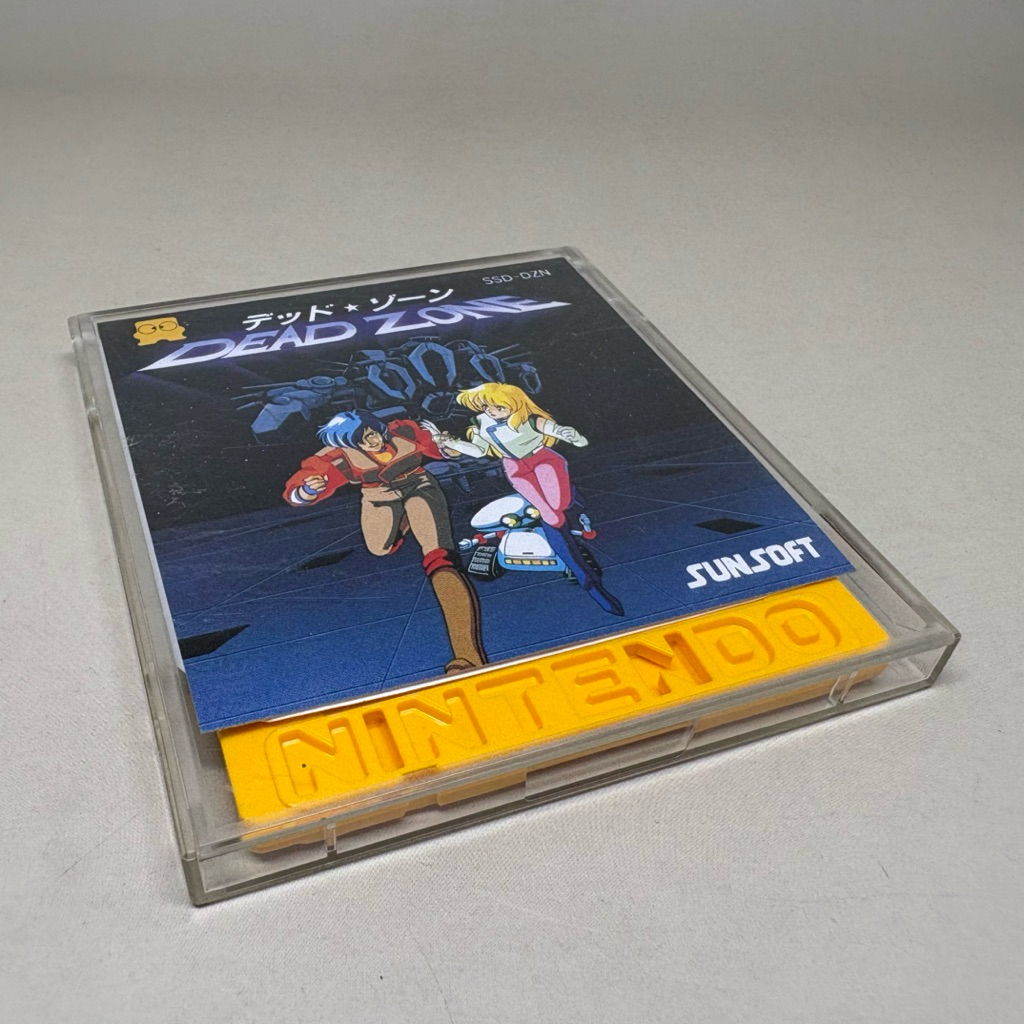 SSD-DZN
デッド★ゾーン
DEAD ZONE
SUNSOFT
NINTENDO